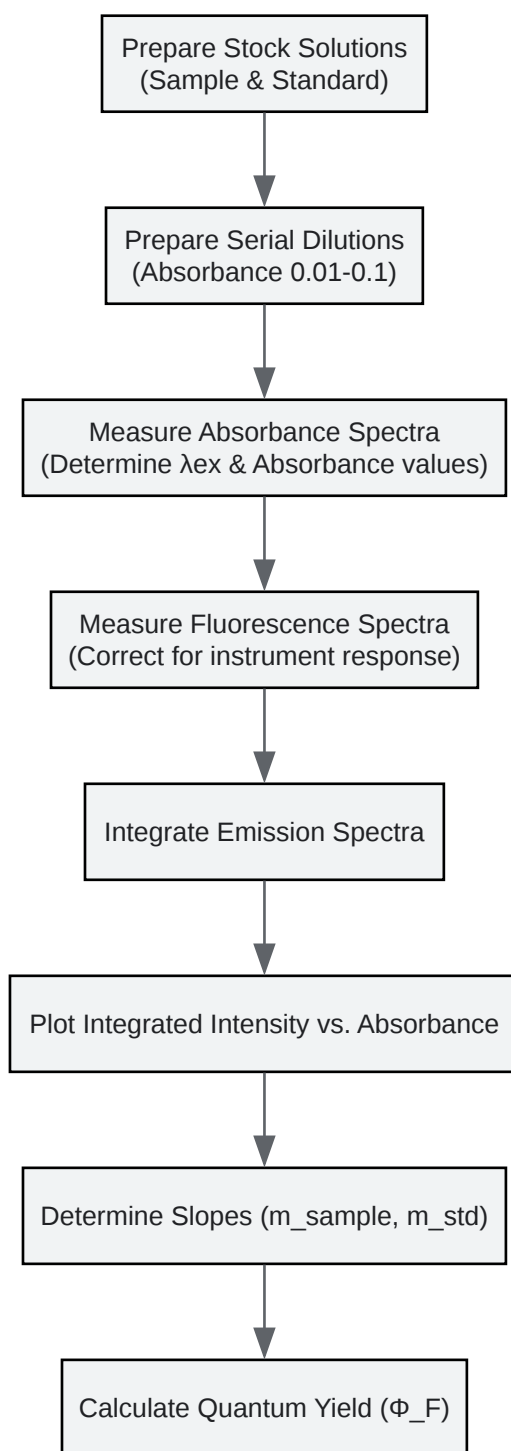 Prepare Stock Solutions
(Sample & Standard)
Prepare Serial Dilutions
(Absorbance 0.01-0.1)
Measure Absorbance Spectra
(Determine λex & Absorbance values)
Measure Fluorescence Spectra
(Correct for instrument response)
Integrate Emission Spectra
Plot Integrated Intensity vs. Absorbance
Determine Slopes (m_sample, m_std)
Calculate Quantum Yield (Φ_F)